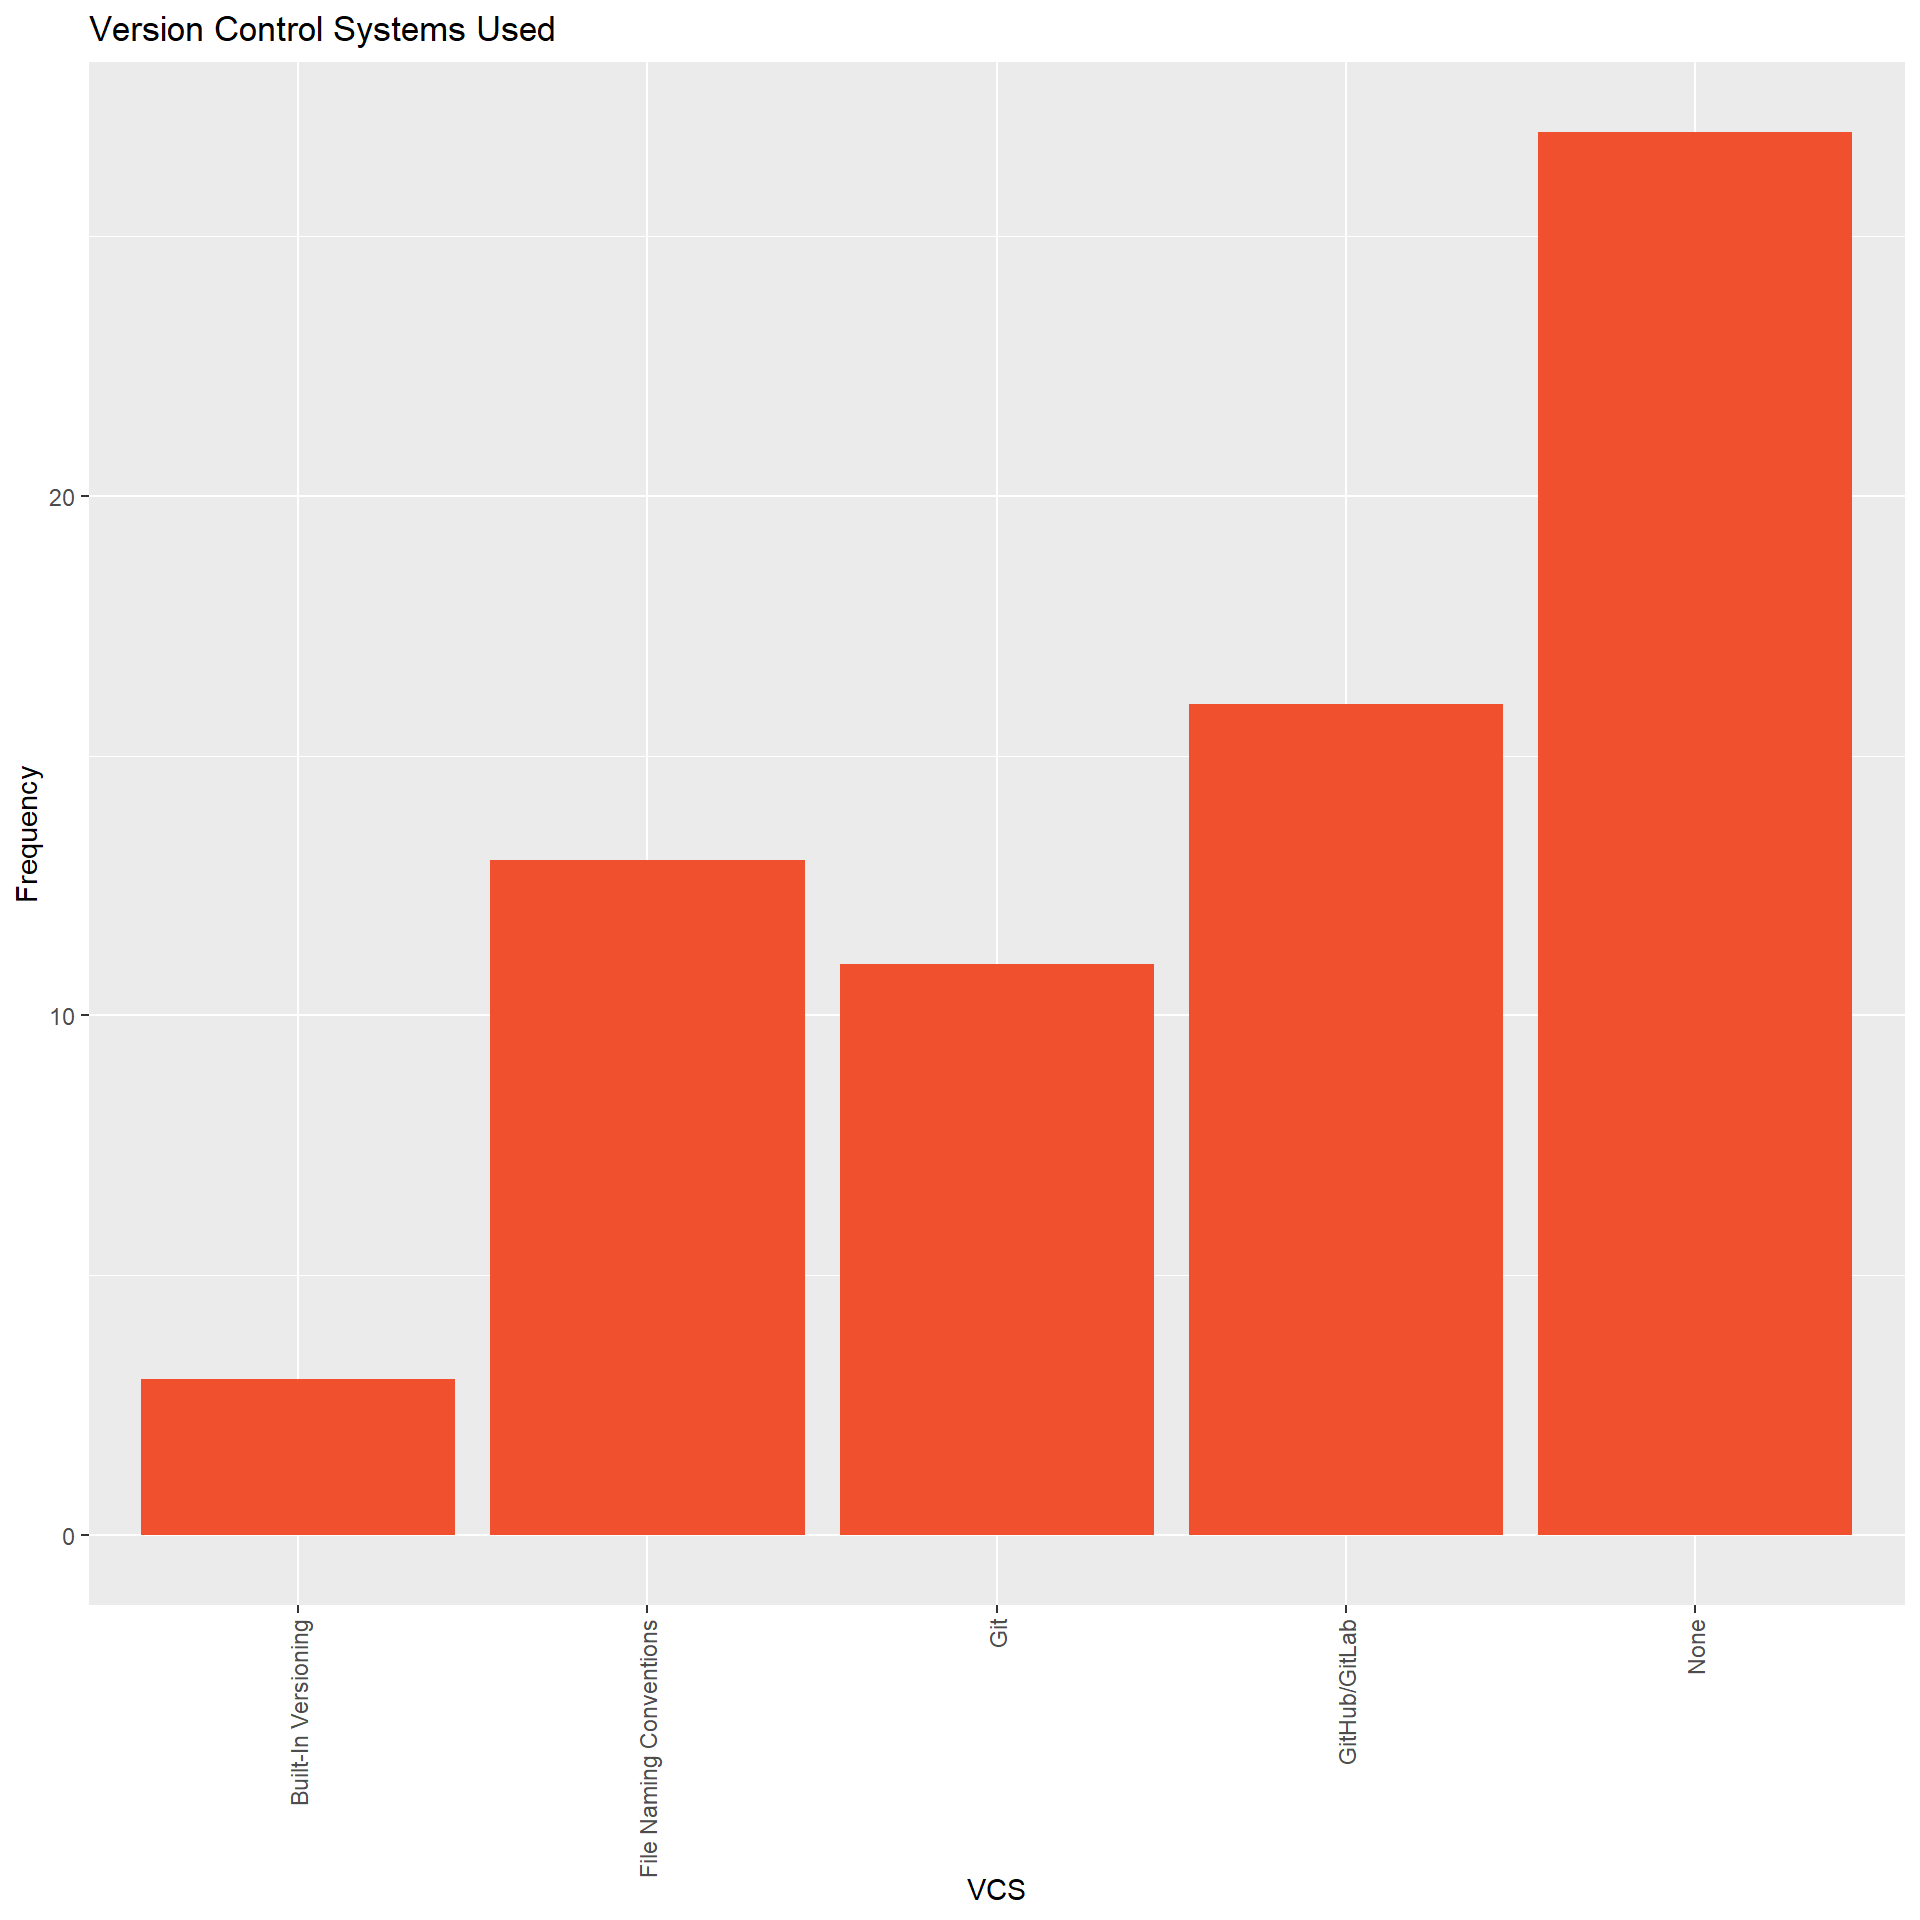 Version Control Systems Used
Frequency
20
10
0
Built-In Versioning
File Naming Conventions
Git
GitHub/GitLab
None
VCS